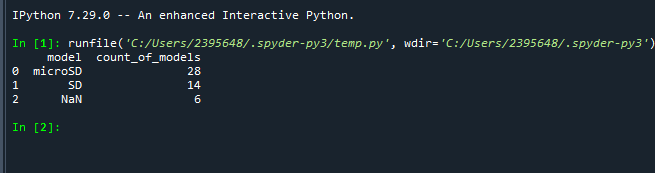 IPython 7.29.0 -- An enhanced Interactive Python.
In [1]: runfile('C:/Users/2395648/.spyder-py3/temp.py', wdir='C:/Users/2395648/.spyder-py3')
model count_of_models
0 microSD 28
1 SD 14
2 NaN 6
In [2]: